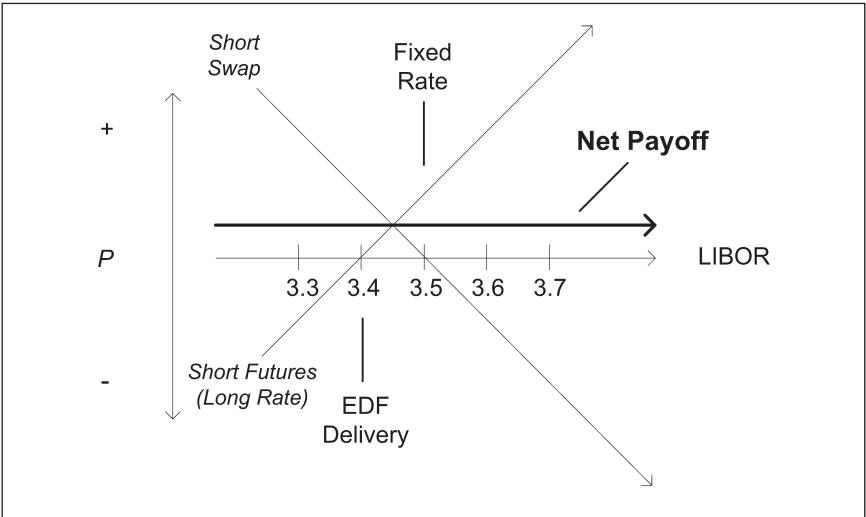 Short
Swap
Fixed
Rate
+
Net Payoff
P
LIBOR
3.3
3.4
3.5
3.6
3.7
-
Short Futures
(Long Rate)
EDF
Delivery